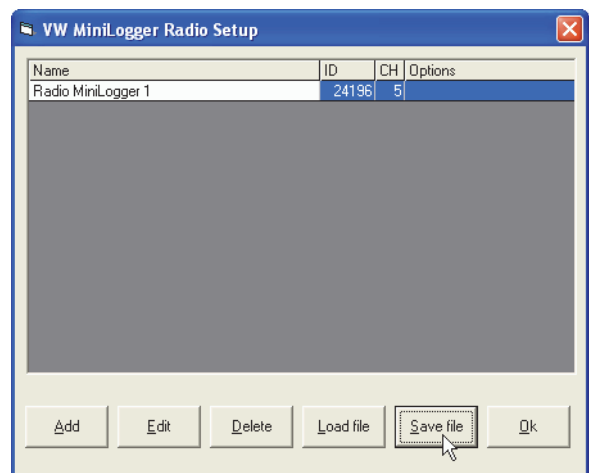 VW MiniLogger Radio Setup
Name ID CH Options
Radio MiniLogger 1 24196 5
Add Edit Delete Load file Save file Ok